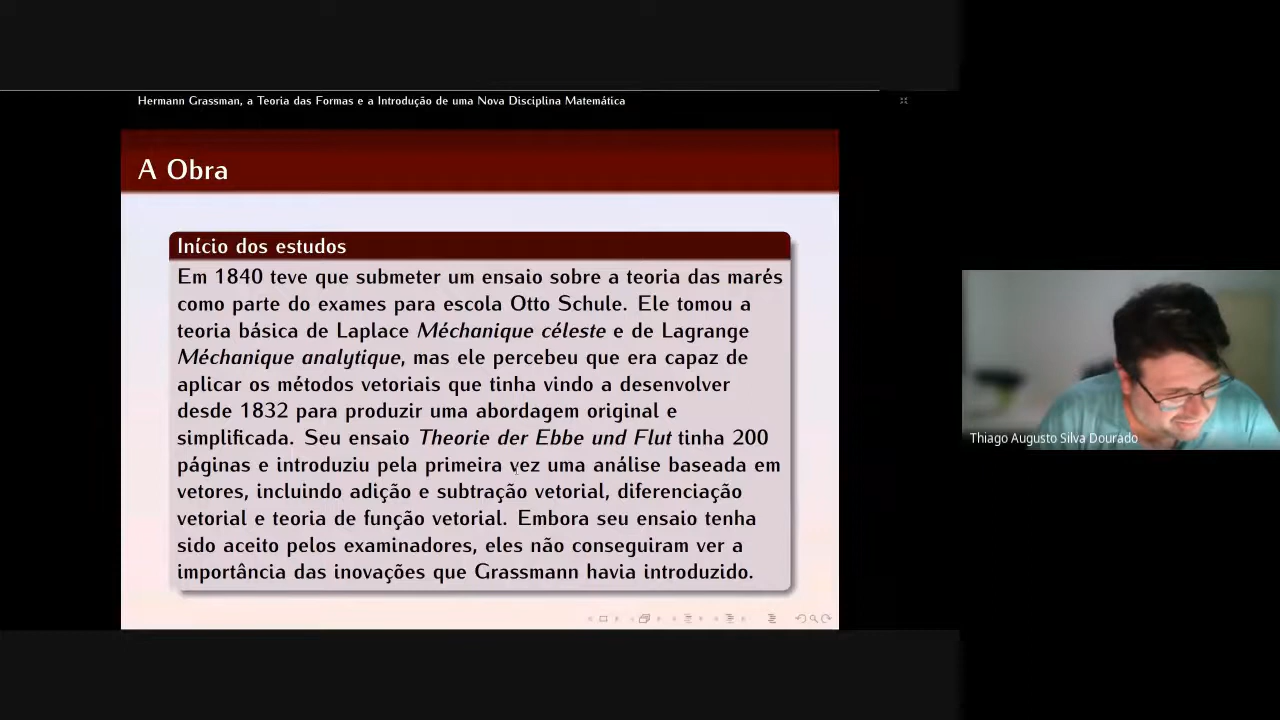 Hermann Grassman, a Teoria das Formas e a Introdução de uma Nova Disciplina Matemática
A Obra
Início dos estudos
Em 1840 teve que submeter um ensaio sobre a teoria das marés
como parte do exames para escola Otto Schule. Ele tomou a
teoria básica de Laplace Méchanique céleste e de Lagrange
Méchanique analytique, mas ele percebeu que era capaz de
aplicar os métodos vetoriais que tinha vindo a desenvolver
desde 1832 para produzir uma abordagem original e
simplificada. Seu ensaio Theorie der Ebbe und Flut tinha 200
páginas e introduziu pela primeira vez uma análise baseada em
vetores, incluindo adição e subtração vetorial, diferenciação
vetorial e teoria de função vetorial. Embora seu ensaio tenha
sido aceito pelos examinadores, eles não conseguiram ver a
importância das inovações que Grassmann havia introduzido.
Thiago Augusto Silva Dourado